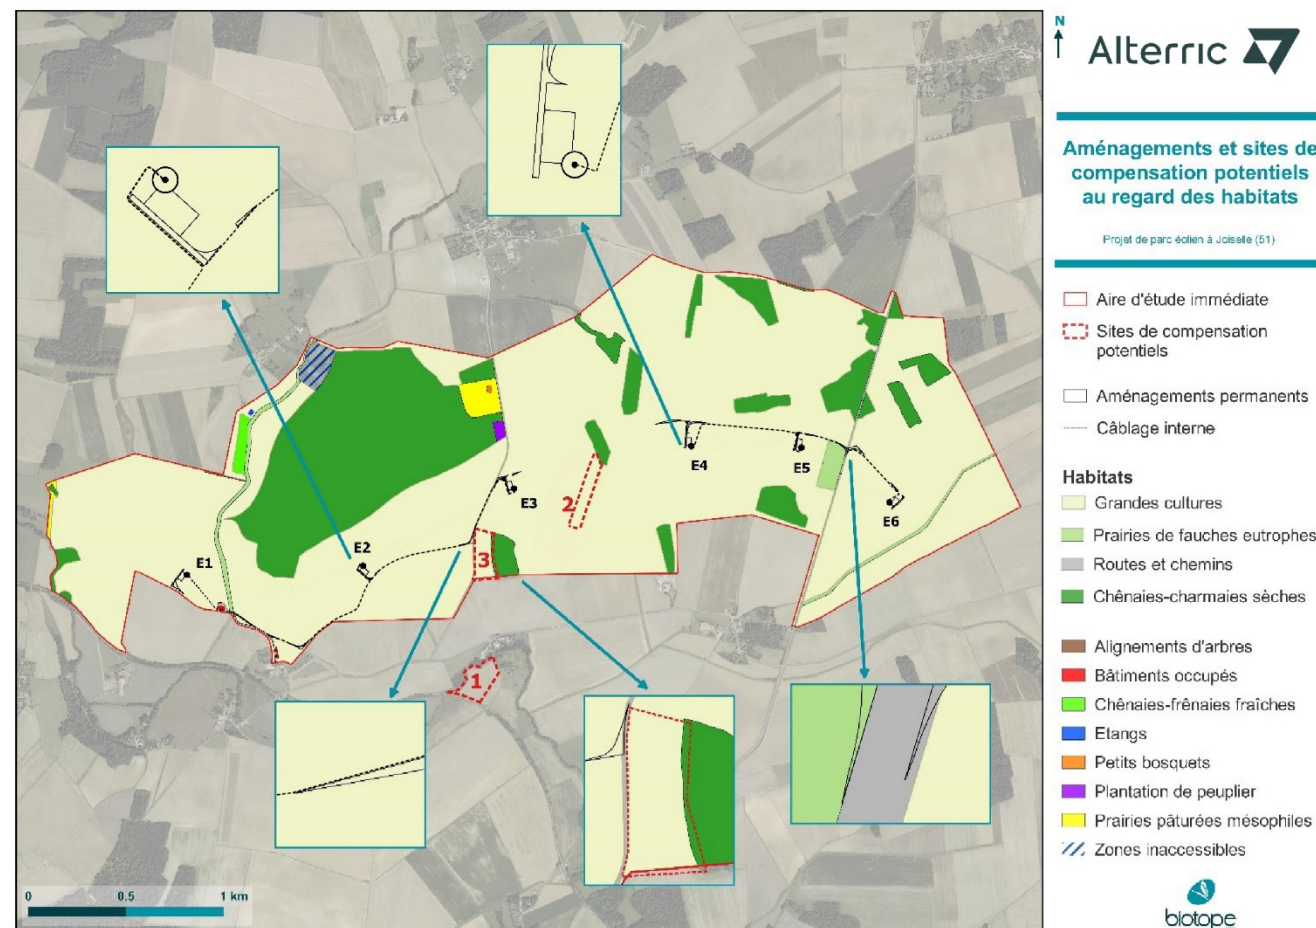 N
Alterric
Aménagements et sites de
compensation potentiels
au regard des habitats
Projet de parc éolien à Joiselle (51)
Aire d'étude immédiate
Sites de compensation
potentiels
Aménagements permanents
Câblage interne
Habitats
Grandes cultures
Prairies de fauches eutrophes
Routes et chemins
Chênaies-charmaies sèches
Alignements d'arbres
Bâtiments occupés
Chênaies-frênaies fraîches
Etangs
Petits bosquets
Plantation de peuplier
Prairies pâturées mésophiles
Zones inaccessibles
biotope
E1
E2
E3
E4
E5
E6
2
3
1
0 0.5 1 km